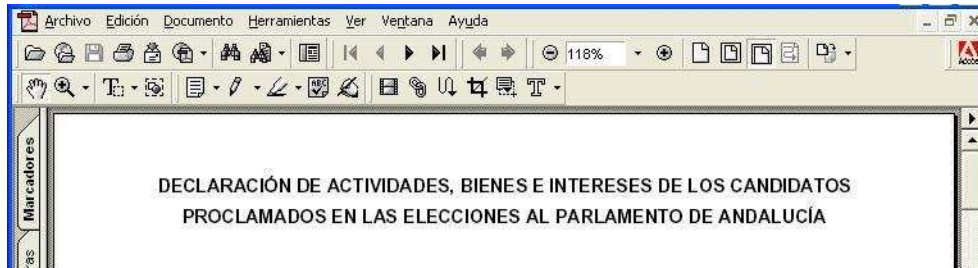 Archivo Edición Documento Herramientas Ver Ventana Ayuda
118%
Adobe
Marcadores
DECLARACIÓN DE ACTIVIDADES, BIENES E INTERESES DE LOS CANDIDATOS
PROCLAMADOS EN LAS ELECCIONES AL PARLAMENTO DE ANDALUCÍA